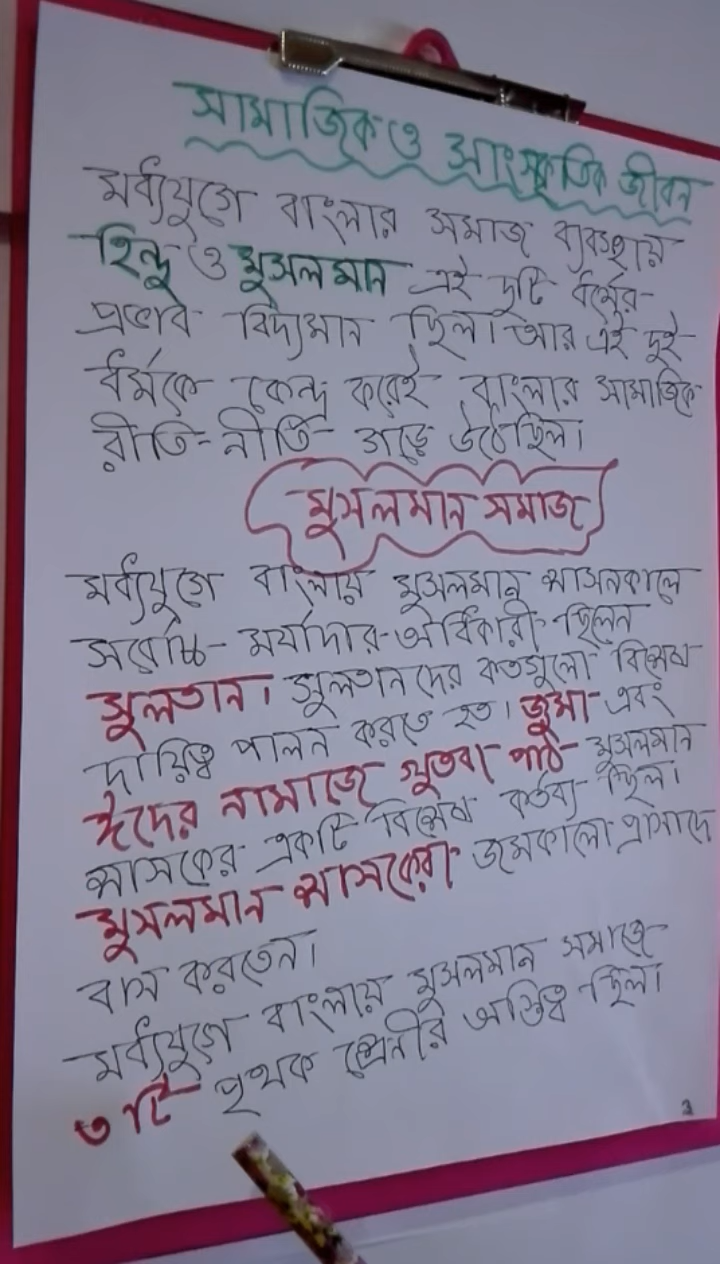 সামাজিক ও সাংস্কৃতিক জীবন
মধ্যযুগে বাংলার সমাজ ব্যবস্থায়
হিন্দু ও মুসলমান এই দুটি ধর্মের
প্রভাব বিদ্যমান ছিল। আর এই দুই
ধর্মকে কেন্দ্র করেই বাংলার সামাজিক
রীতি-নীতি গড়ে উঠেছিল।
মুসলমান সমাজ
মধ্যযুগে বাংলায় মুসলমান শাসনকালে
সর্বোচ্চ মর্যাদার অধিকারী ছিলেন
সুলতান। সুলতানদের কতগুলো বিশেষ
দায়িত্ব পালন করতে হত। জুমা এবং
ঈদের নামাজে খুতবা পাঠ মুসলমান
শাসকের একটি বিশেষ কর্তব্য ছিল।
মুসলমান শাসকেরা জমকালো প্রাসাদে
বাস করতেন।
মধ্যযুগে বাংলায় মুসলমান সমাজে
৩টি পৃথক শ্রেনীর অস্তিত্ব ছিল।
3